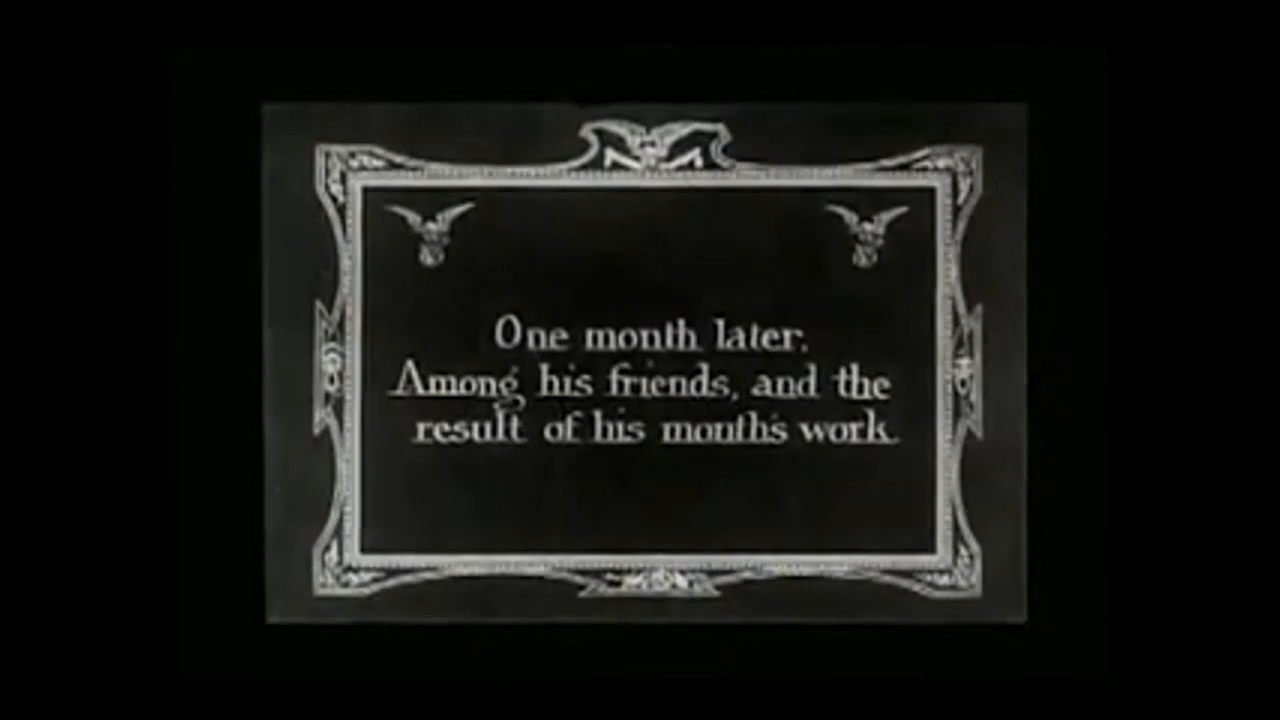 One month later.
Among his friends, and the
result of his month's work.